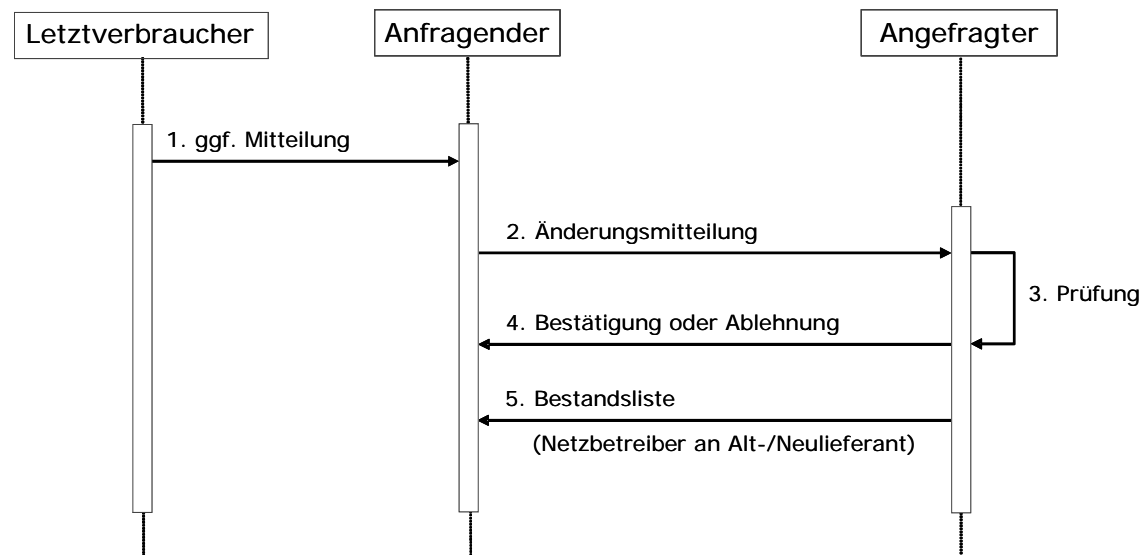 Letztverbraucher
Anfragender
Angefragter
1. ggf. Mitteilung
2. Änderungsmitteilung
3. Prüfung
4. Bestätigung oder Ablehnung
5. Bestandsliste
(Netzbetreiber an Alt-/Neulieferant)